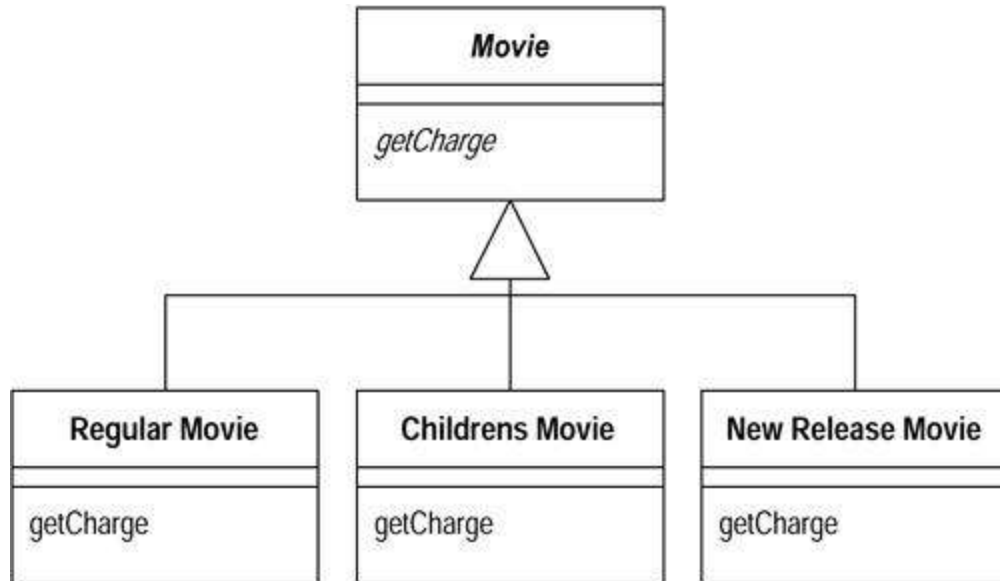 Movie
getCharge
Regular Movie
getCharge
Childrens Movie
getCharge
New Release Movie
getCharge